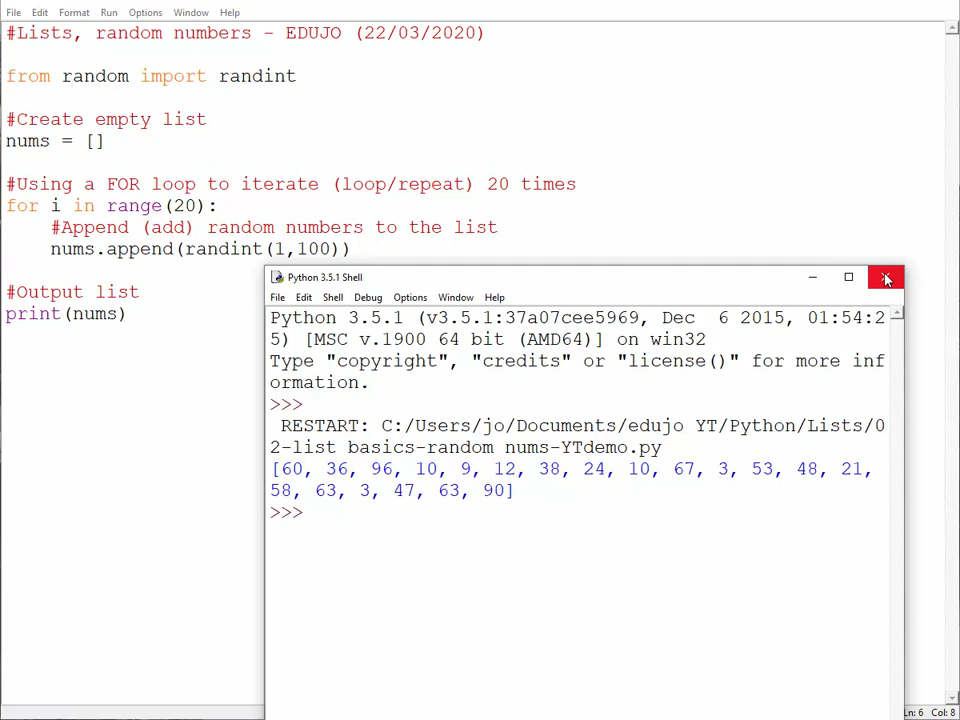 File Edit Format Run Options Window Help
#Lists, random numbers - EDUJO (22/03/2020)
from random import randint
#Create empty list
nums = []
#Using a FOR loop to iterate (loop/repeat) 20 times
for i in range(20):
    #Append (add) random numbers to the list
    nums.append(randint(1,100))
#Output list
print(nums)
Python 3.5.1 Shell
File Edit Shell Debug Options Window Help
Python 3.5.1 (v3.5.1:37a07cee5969, Dec  6 2015, 01:54:2
5) [MSC v.1900 64 bit (AMD64)] on win32
Type "copyright", "credits" or "license()" for more inf
ormation.
>>>
 RESTART: C:/Users/jo/Documents/edujo YT/Python/Lists/0
2-list basics-random nums-YTdemo.py
[60, 36, 96, 10, 9, 12, 38, 24, 10, 67, 3, 53, 48, 21,
58, 63, 3, 47, 63, 90]
>>>
Ln: 6 Col: 8